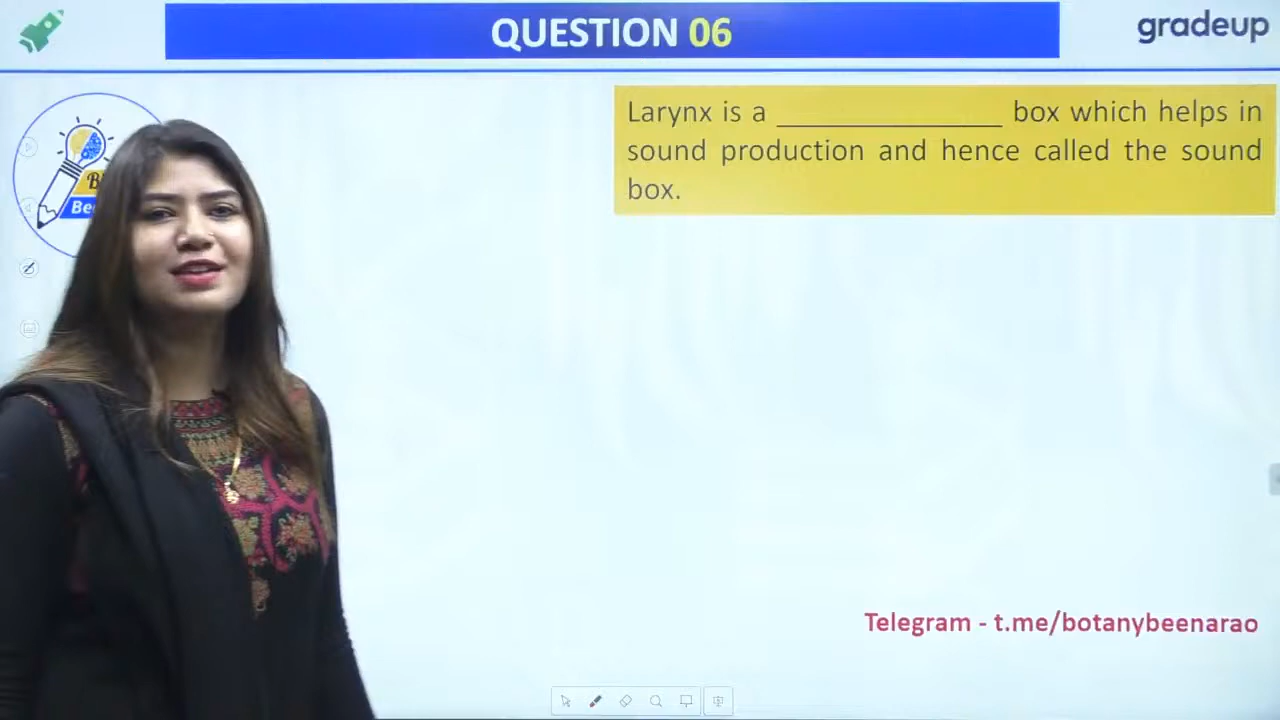 QUESTION 06
gradeup
Larynx is a ______________ box which helps in
sound production and hence called the sound
box.
Telegram - t.me/botanybeenarao